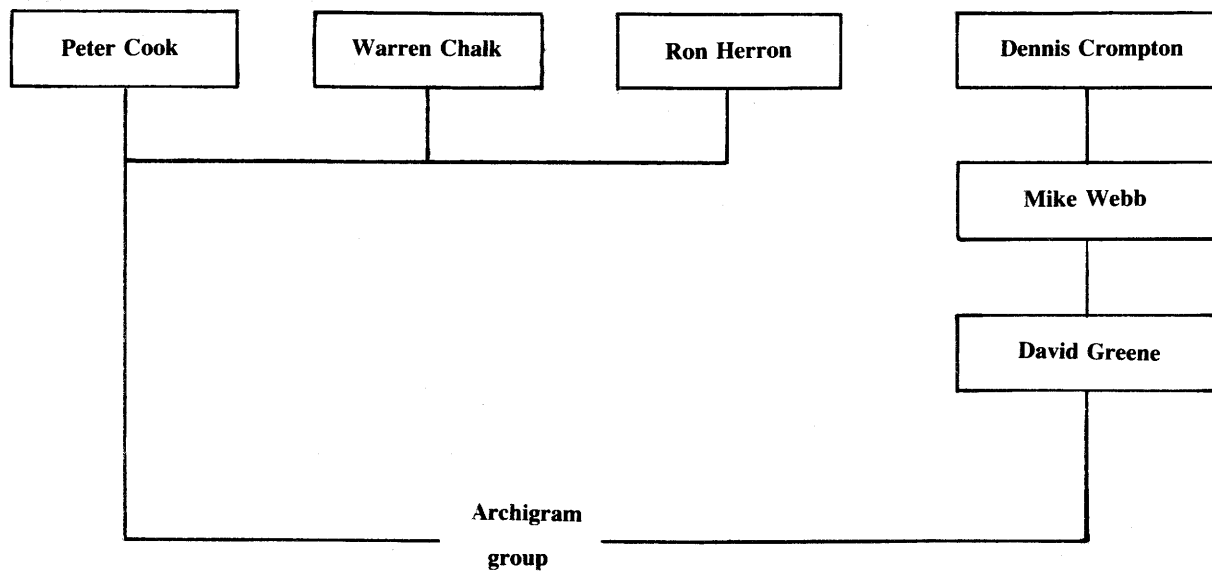 Peter Cook
Warren Chalk
Ron Herron
Dennis Crompton
Mike Webb
David Greene
Archigram
group